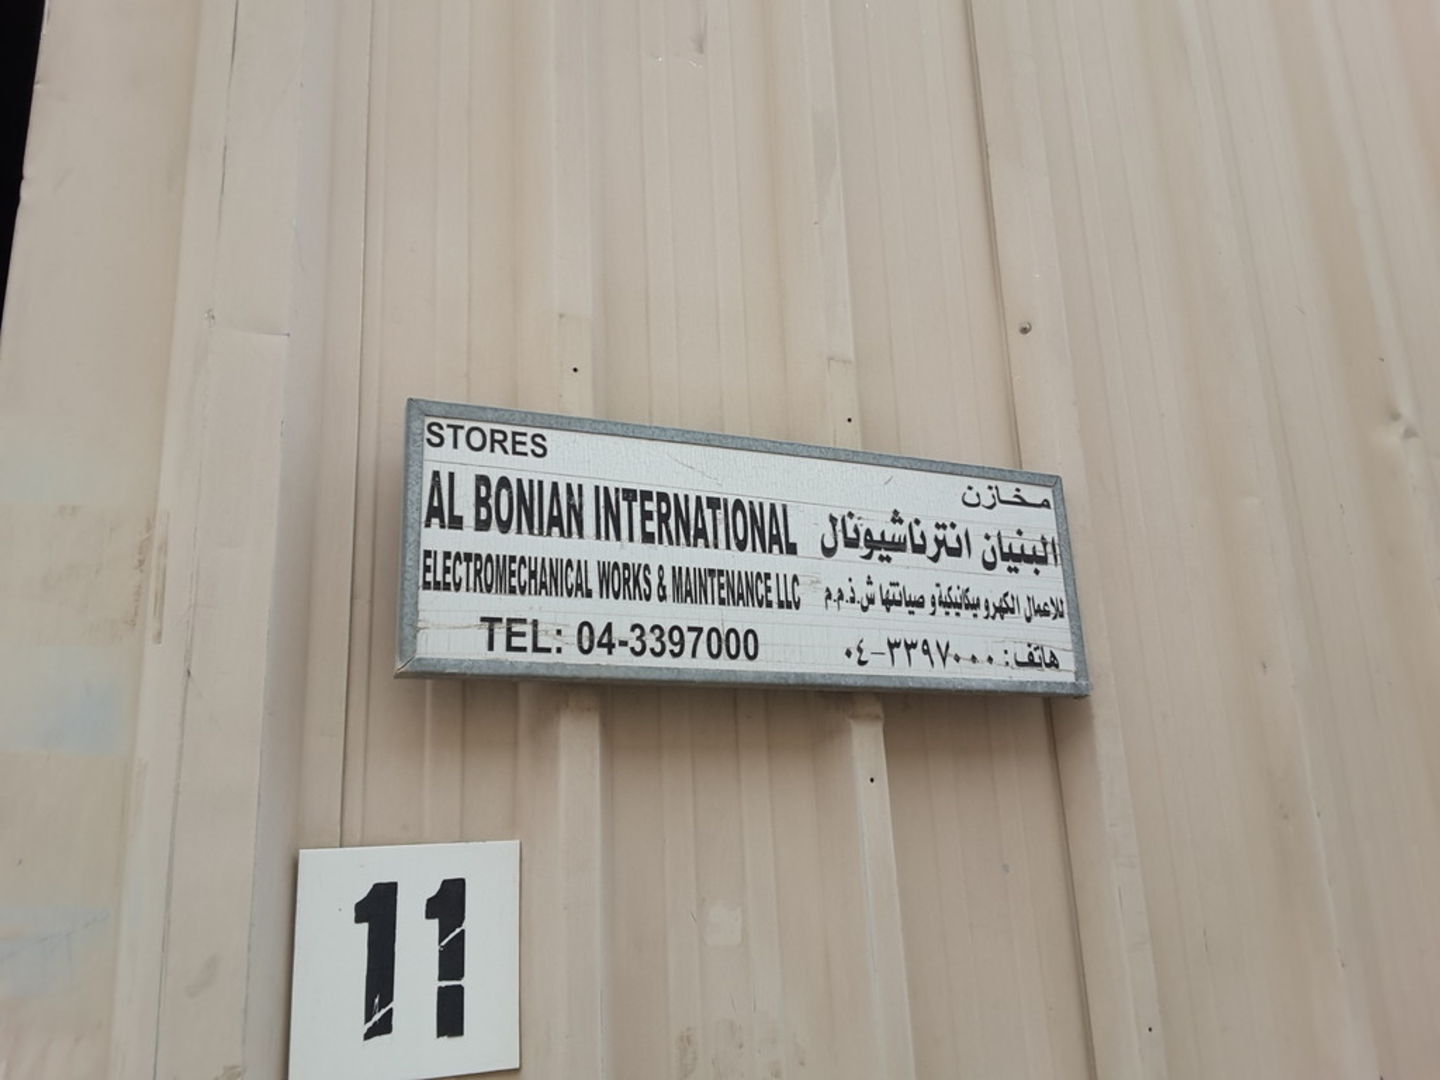 STORES
مخازن
AL BONIAN INTERNATIONAL
البنيان انترناشيونال
ELECTROMECHANICAL WORKS & MAINTENANCE LLC
للاعمال الكهروميكانيكية و صيانتها ش.ذ.م.م
TEL: 04-3397000
هاتف: ٠٤-٣٣٩٧٠٠٠
11